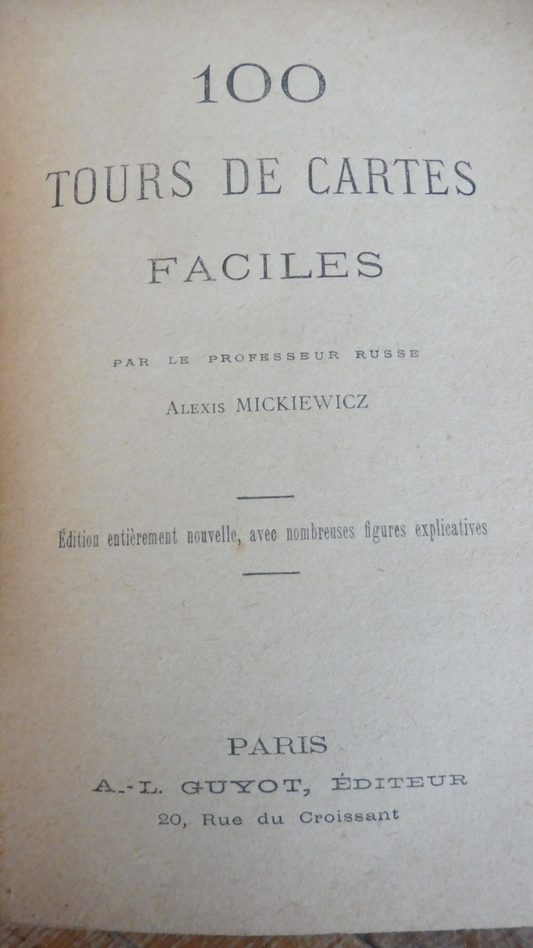 100
TOURS DE CARTES
FACILES
PAR LE PROFESSEUR RUSSE
Alexis MICKIEWICZ
Édition entièrement nouvelle, avec nombreuses figures explicatives
PARIS
A.-L. GUYOT, ÉDITEUR
20, Rue du Croissant